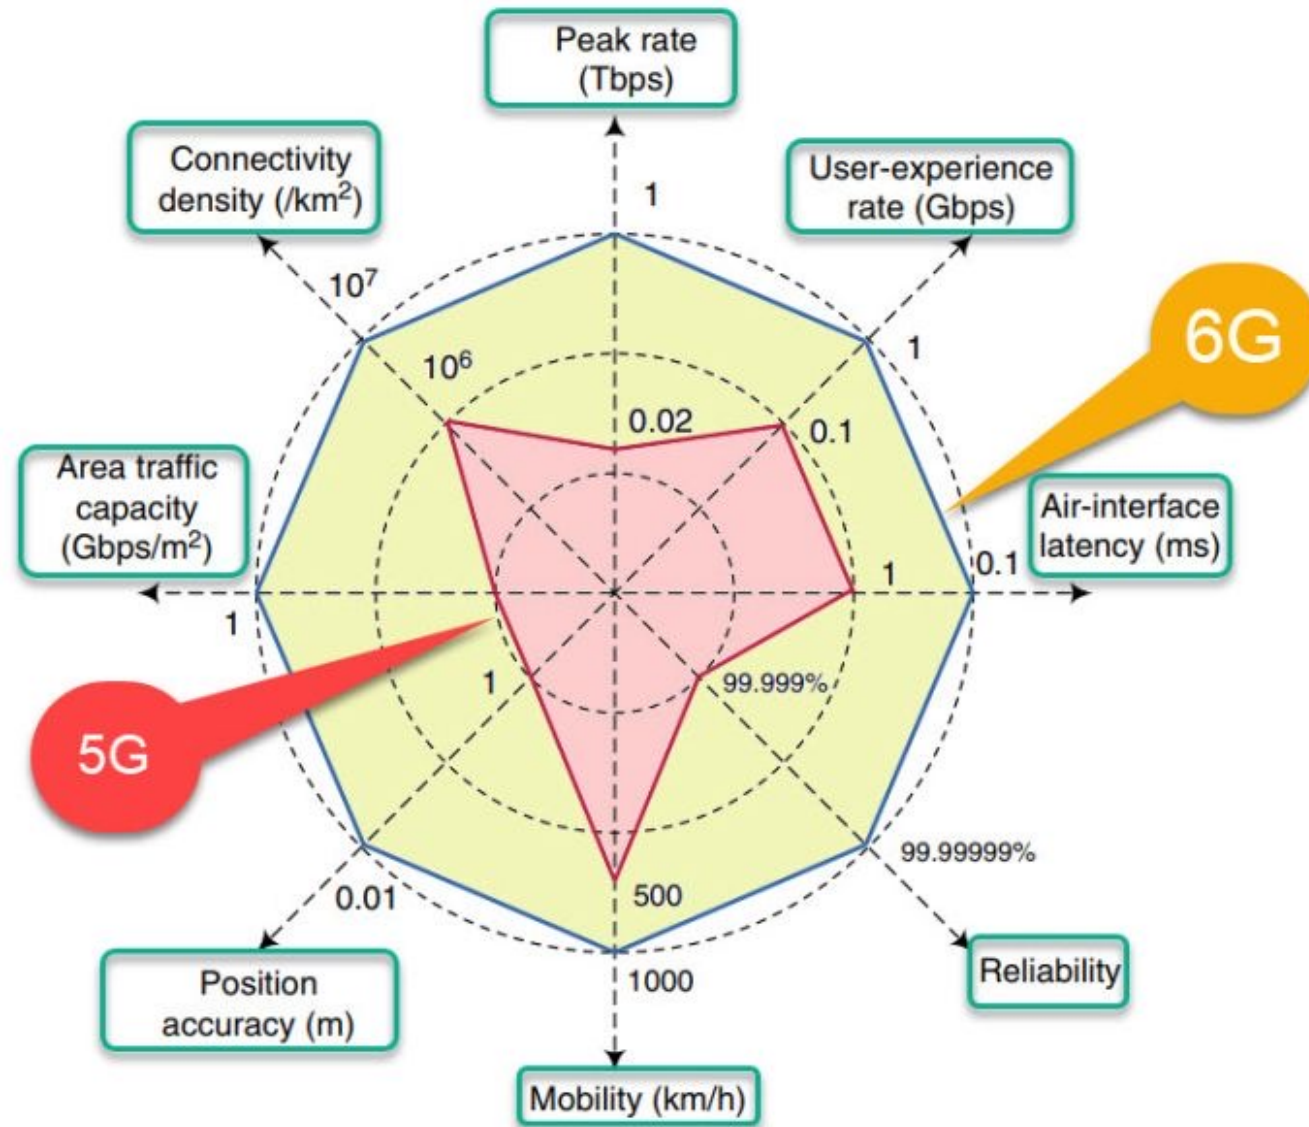 Peak rate
(Tbps)
Connectivity
density (/km²)
User-experience
rate (Gbps)
1
10⁷
1
6G
10⁶
0.02
0.1
Area traffic
capacity
(Gbps/m²)
Air-interface
latency (ms)
0.1
1
1
1
99.999%
5G
99.99999%
0.01
500
Position
accuracy (m)
1000
Reliability
Mobility (km/h)